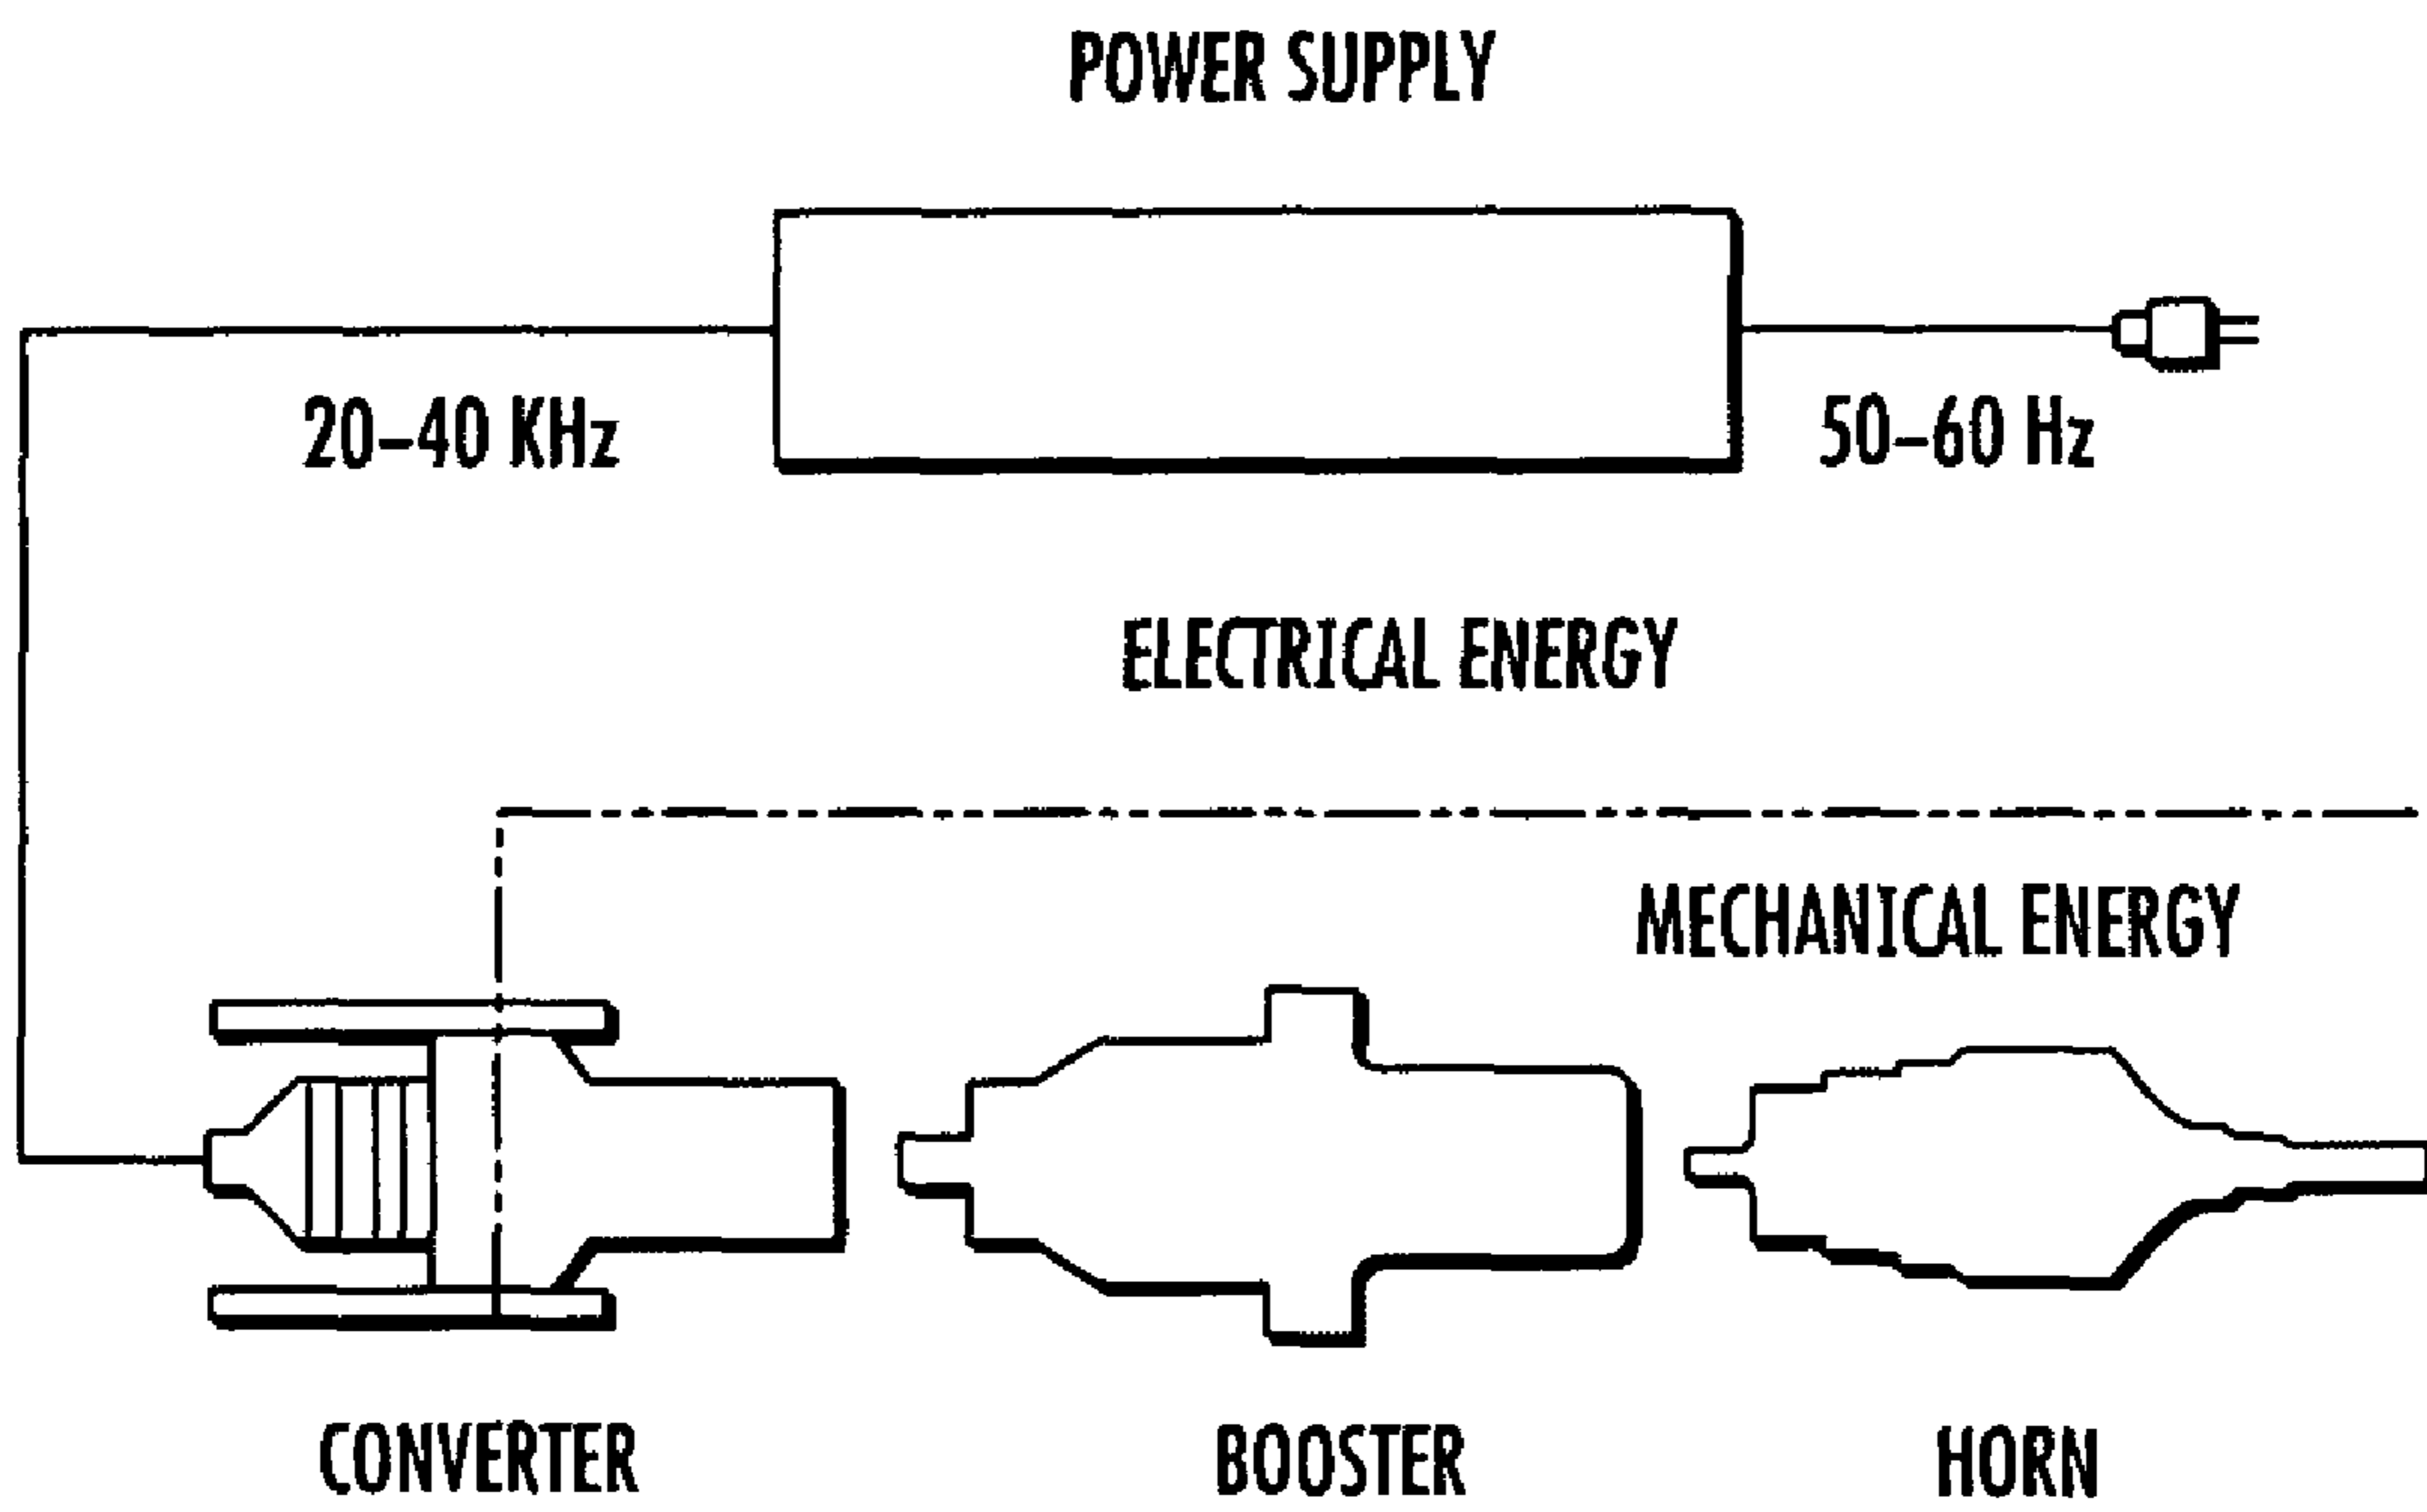 POWER SUPPLY
20–40 KHz
50–60 Hz
ELECTRICAL ENERGY
MECHANICAL ENERGY
CONVERTER
BOOSTER
HORN